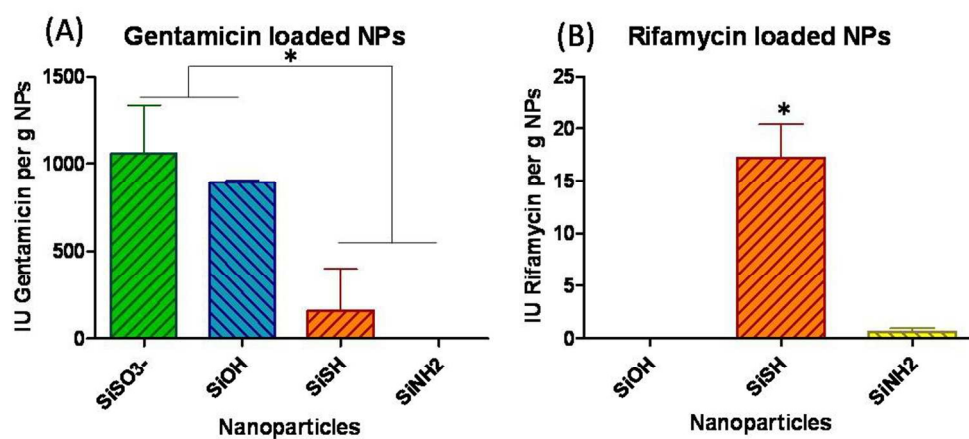 (A)
Gentamicin loaded NPs
*
IU Gentamicin per g NPs
1500
1000
500
0
SiSO3-
SiOH
SiSH
SiNH2
Nanoparticles
(B)
Rifamycin loaded NPs
*
IU Rifamycin per g NPs
25
20
15
10
5
0
SiOH
SiSH
SiNH2
Nanoparticles